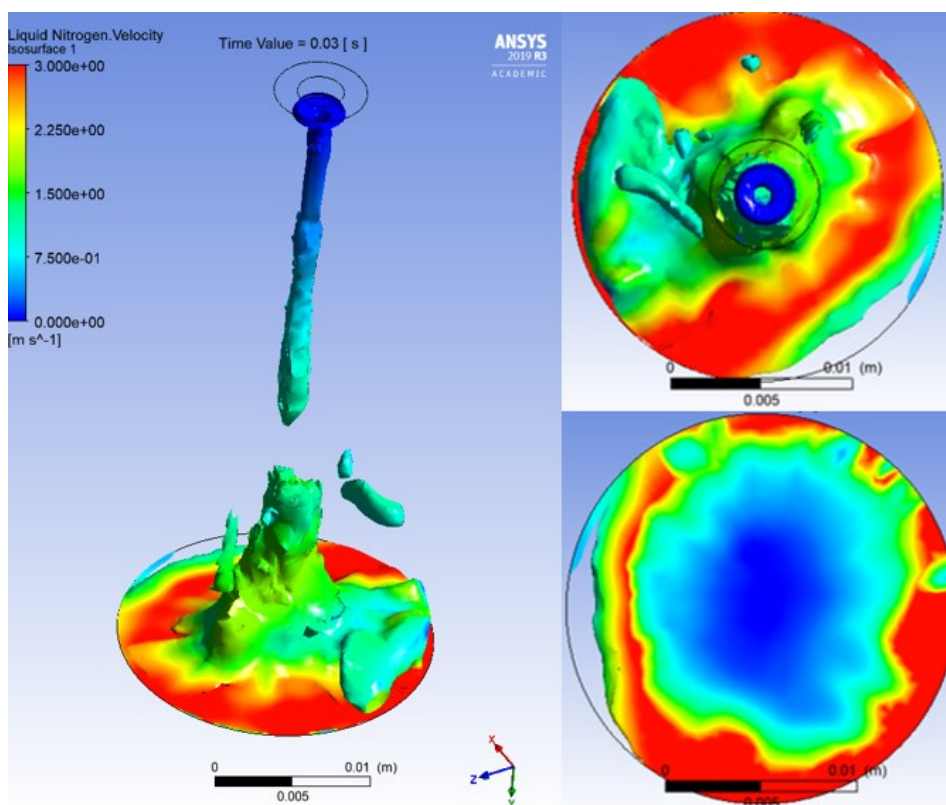 Liquid Nitrogen.Velocity
Isosurface 1
3.000e+00
2.250e+00
1.500e+00
7.500e-01
0.000e+00
[m s^-1]
Time Value = 0.03 [ s ]
ANSYS
2019 R3
ACADEMIC
0 0.01 (m)
0.005
X
Z
Y
0 0.01 (m)
0.005
0 0.01 (m)
0.005